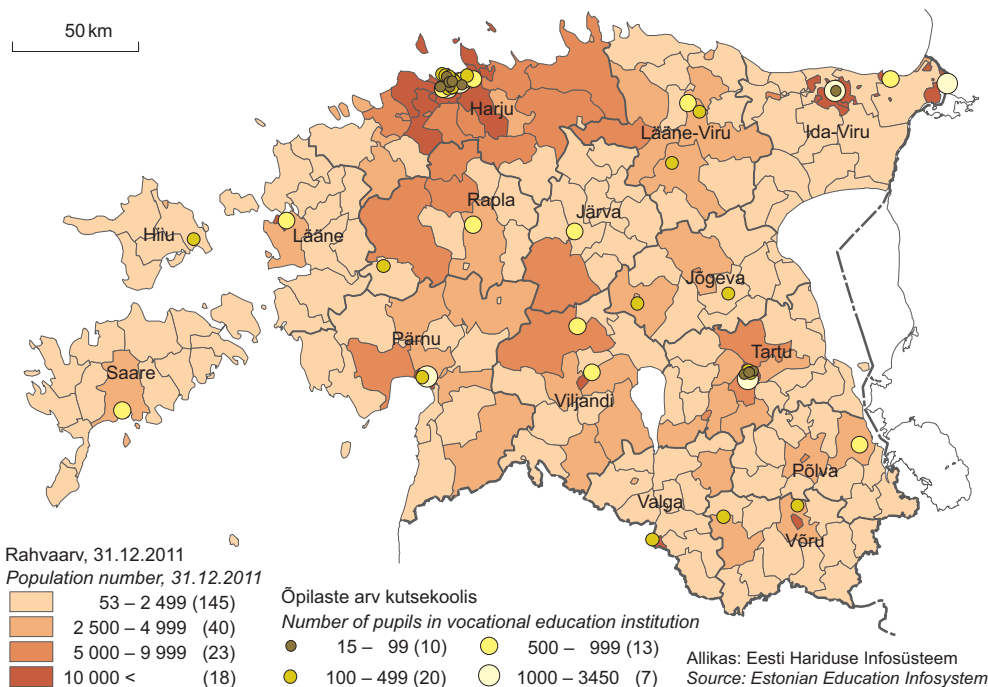 50 km
Harju
Lääne-Viru
Ida-Viru
Rapla
Järva
Hiiu
Lääne
Jõgeva
Pärnu
Tartu
Saare
Viljandi
Põlva
Valga
Võru
Rahvaarv, 31.12.2011
Population number, 31.12.2011
53 – 2 499 (145)
2 500 – 4 999 (40)
5 000 – 9 999 (23)
10 000 < (18)
Õpilaste arv kutsekoolis
Number of pupils in vocational education institution
15 – 99 (10)
100 – 499 (20)
500 – 999 (13)
1000 – 3450 (7)
Allikas: Eesti Hariduse Infosüsteem
Source: Estonian Education Infosystem